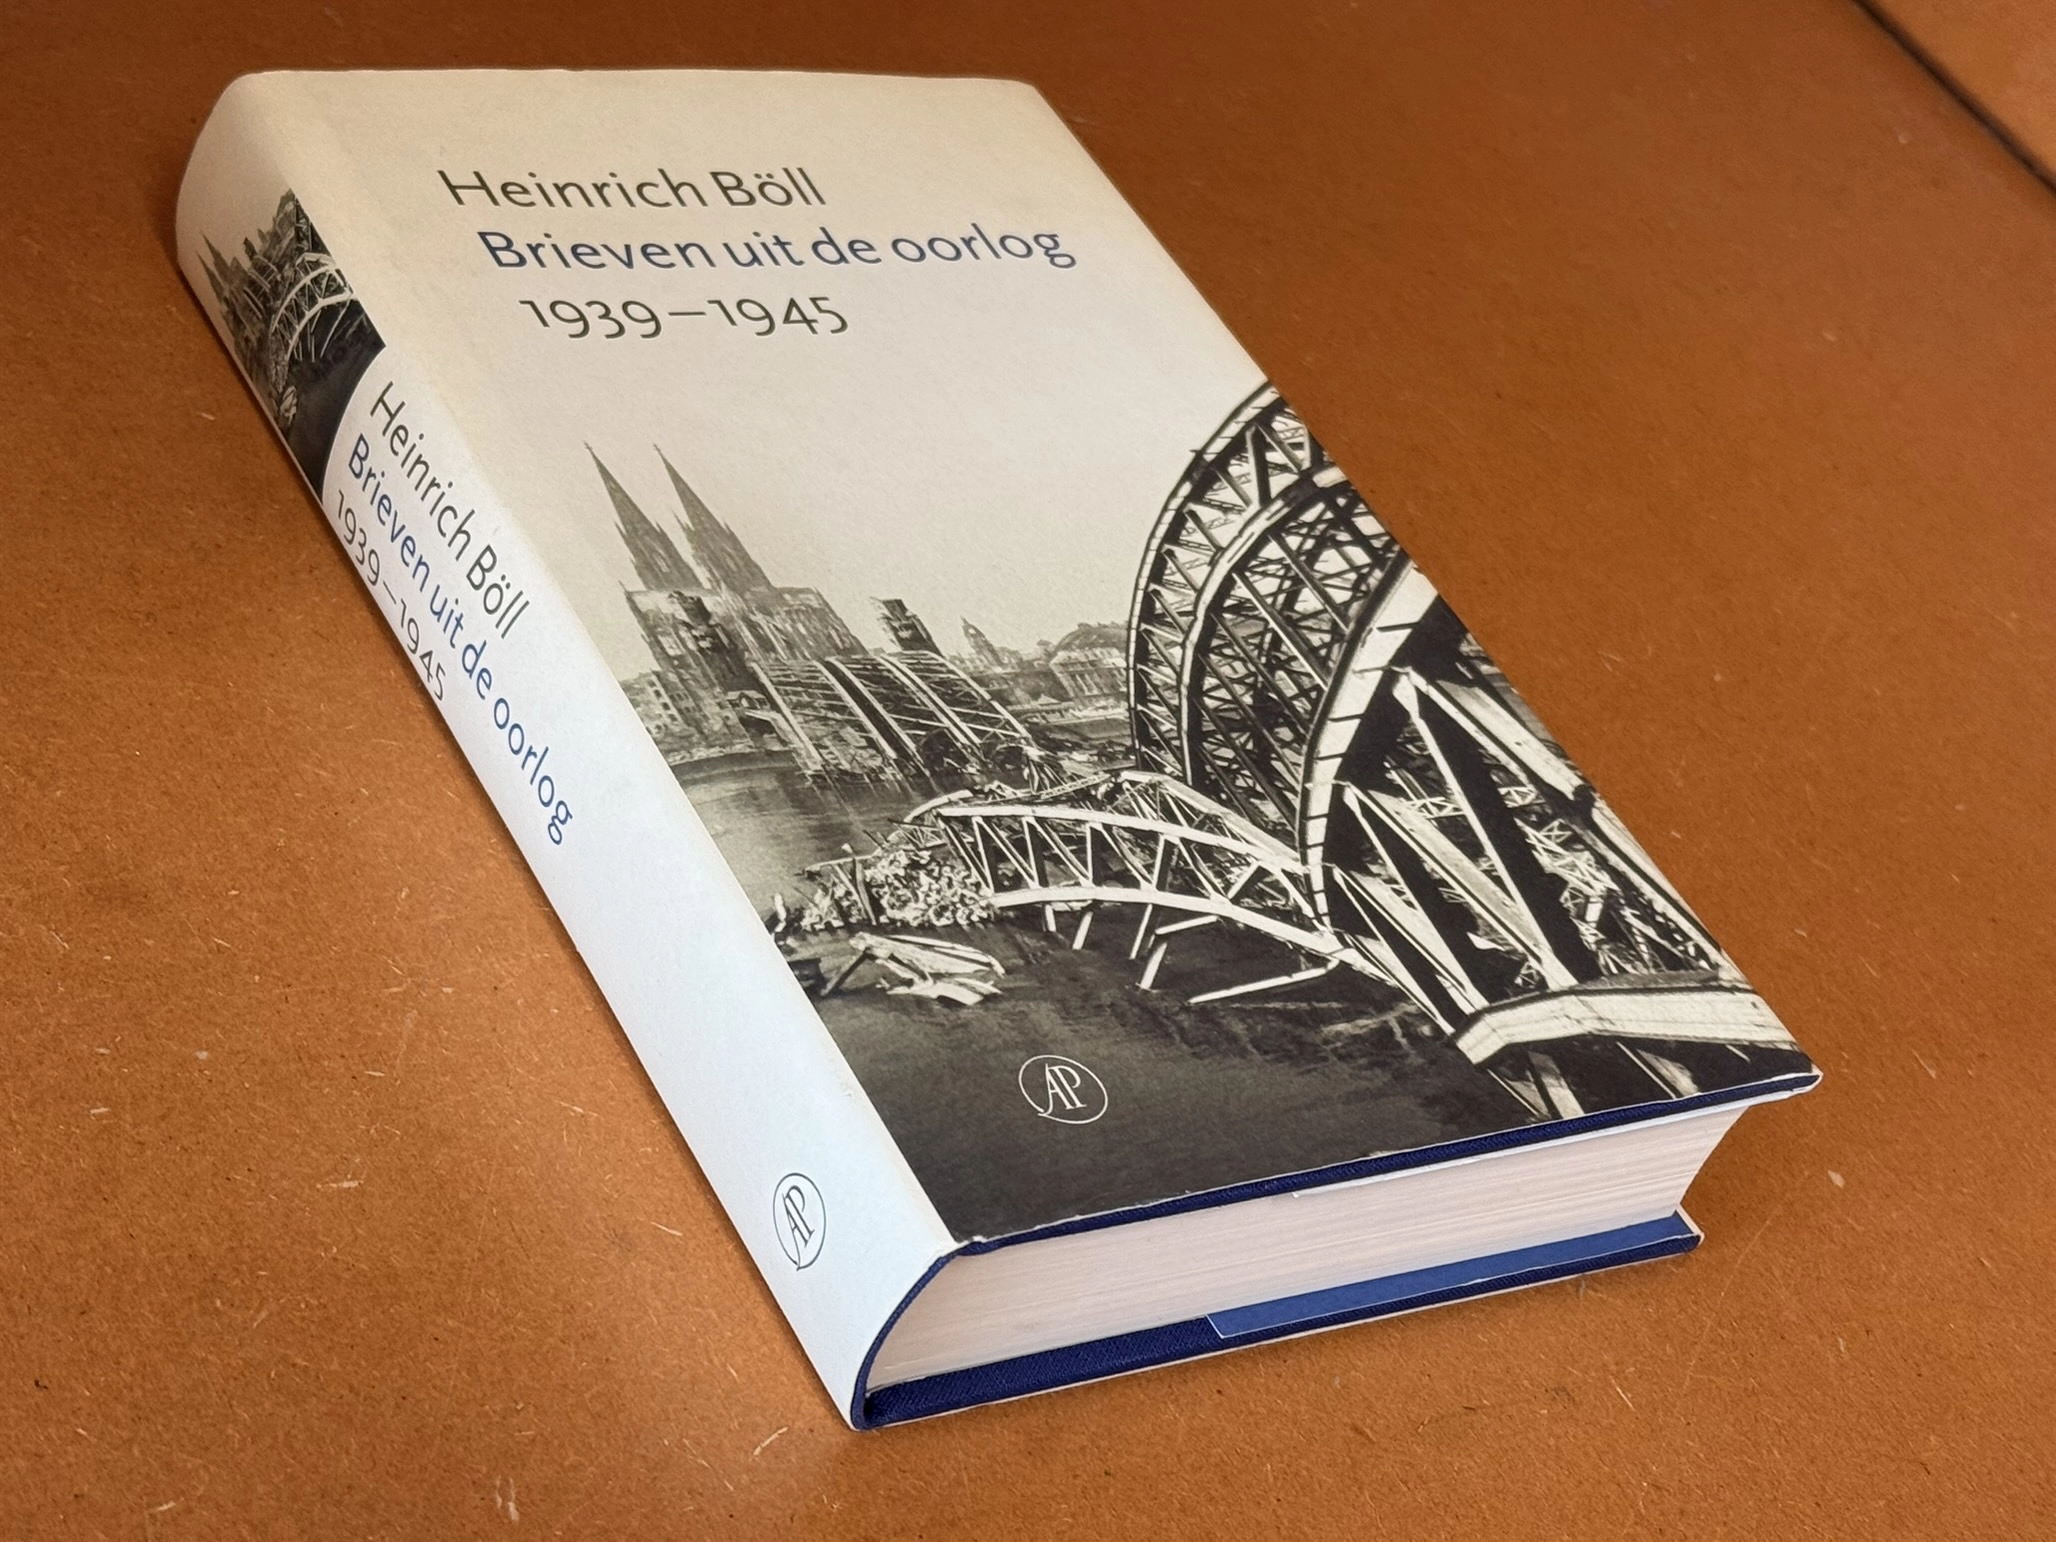 Heinrich Böll
Brieven uit de oorlog
1939–1945
Heinrich Böll
Brieven uit de oorlog
1939–1945
AP
AP